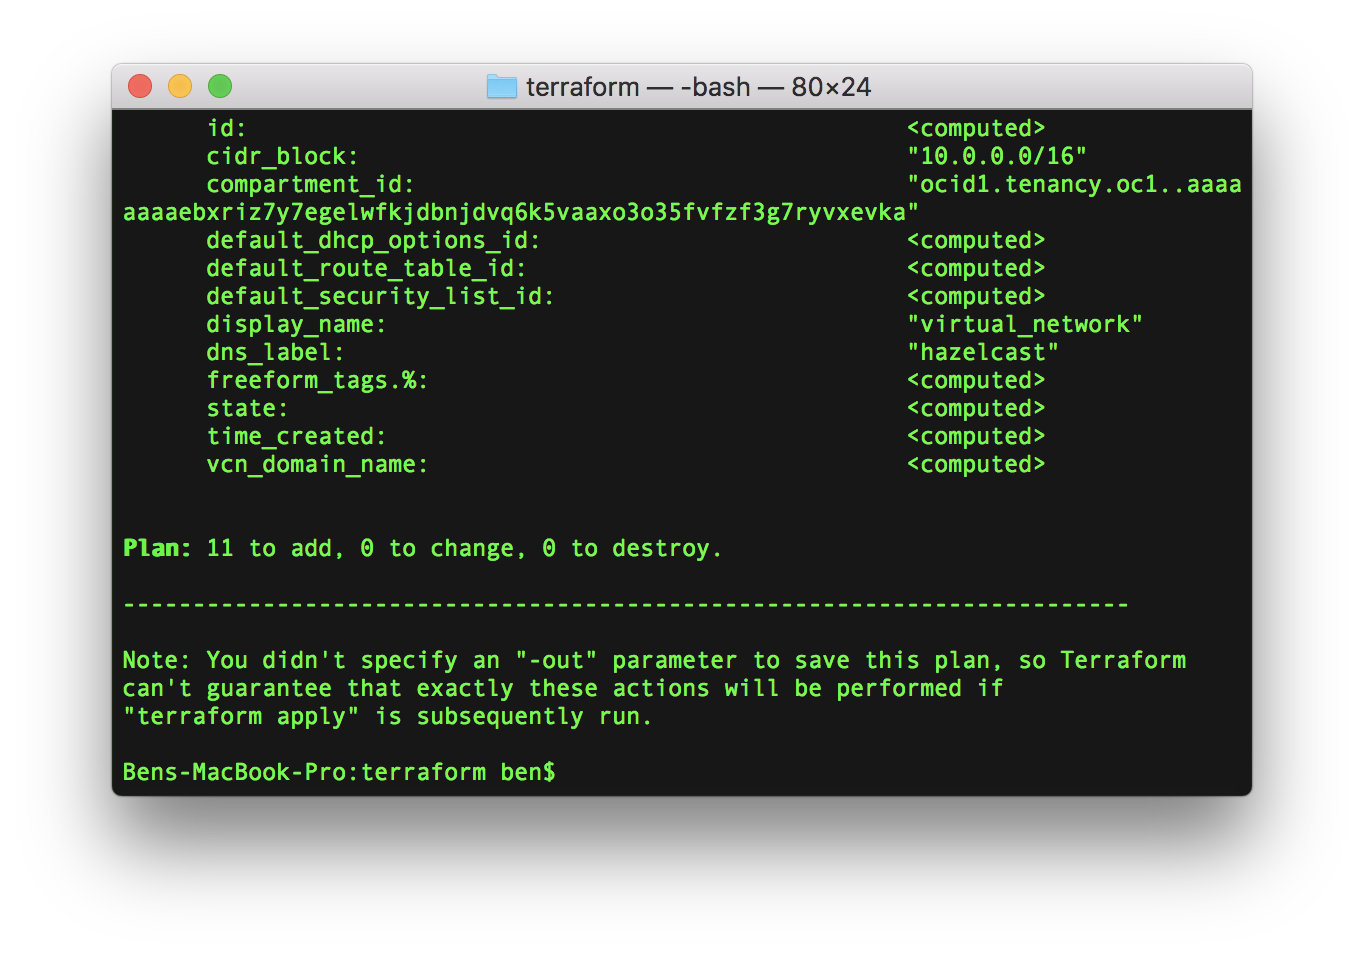 terraform — -bash — 80×24
id: <computed>
cidr_block: "10.0.0.0/16"
compartment_id: "ocid1.tenancy.oc1..aaaa
aaaaebxriz7y7egelwfkjdbnjdvq6k5vaaxo3o35fvfzf3g7ryvxevka"
default_dhcp_options_id: <computed>
default_route_table_id: <computed>
default_security_list_id: <computed>
display_name: "virtual_network"
dns_label: "hazelcast"
freeform_tags.%: <computed>
state: <computed>
time_created: <computed>
vcn_domain_name: <computed>
Plan: 11 to add, 0 to change, 0 to destroy.
------------------------------------------------------------------------
Note: You didn't specify an "-out" parameter to save this plan, so Terraform
can't guarantee that exactly these actions will be performed if
"terraform apply" is subsequently run.
Bens-MacBook-Pro:terraform ben$